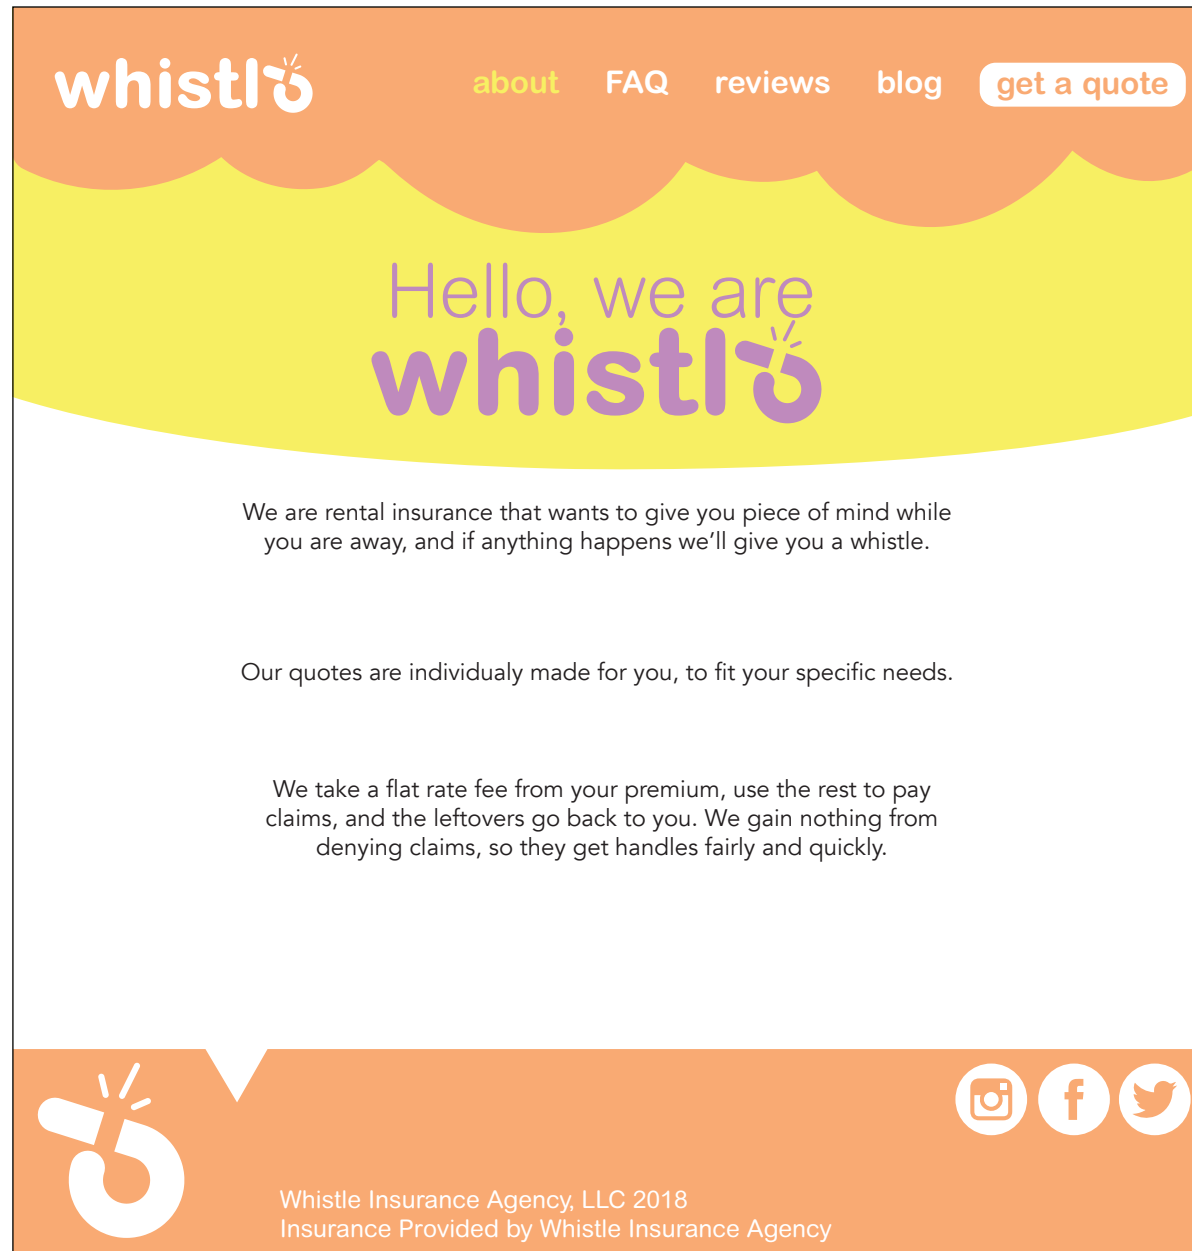 whistle
about FAQ reviews blog get a quote
Hello, we are
whistle
We are rental insurance that wants to give you piece of mind while
you are away, and if anything happens we’ll give you a whistle.
Our quotes are individualy made for you, to fit your specific needs.
We take a flat rate fee from your premium, use the rest to pay
claims, and the leftovers go back to you. We gain nothing from
denying claims, so they get handles fairly and quickly.
Whistle Insurance Agency, LLC 2018
Insurance Provided by Whistle Insurance Agency